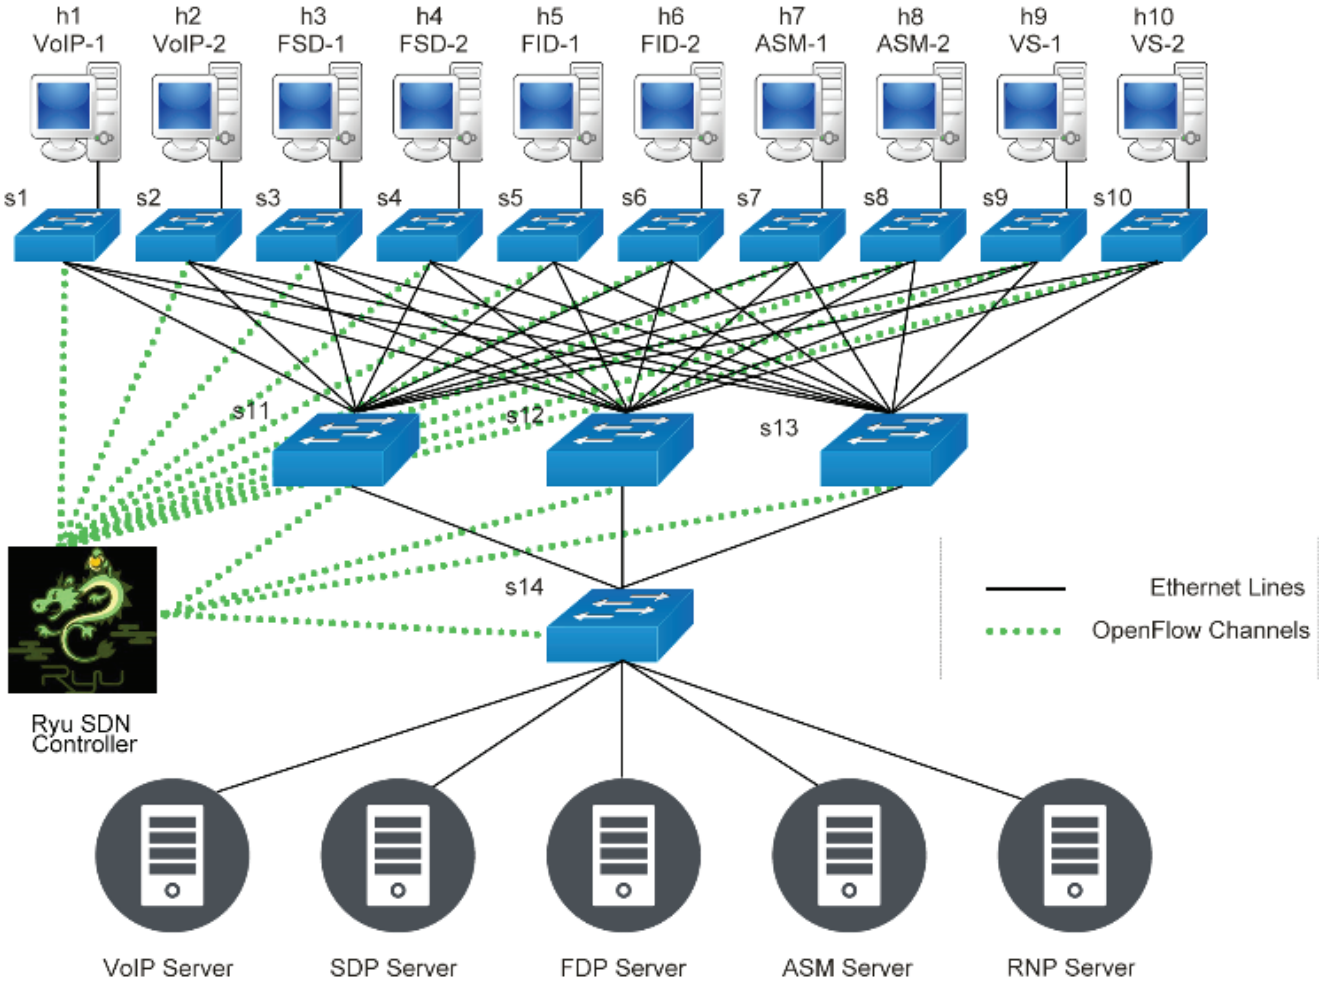 h1 h2 h3 h4 h5 h6 h7 h8 h9 h10
VoIP-1 VoIP-2 FSD-1 FSD-2 FID-1 FID-2 ASM-1 ASM-2 VS-1 VS-2
s1 s2 s3 s4 s5 s6 s7 s8 s9 s10
s11 s12 s13
s14
Ethernet Lines
OpenFlow Channels
Ryu
Ryu SDN
Controller
VoIP Server SDP Server FDP Server ASM Server RNP Server